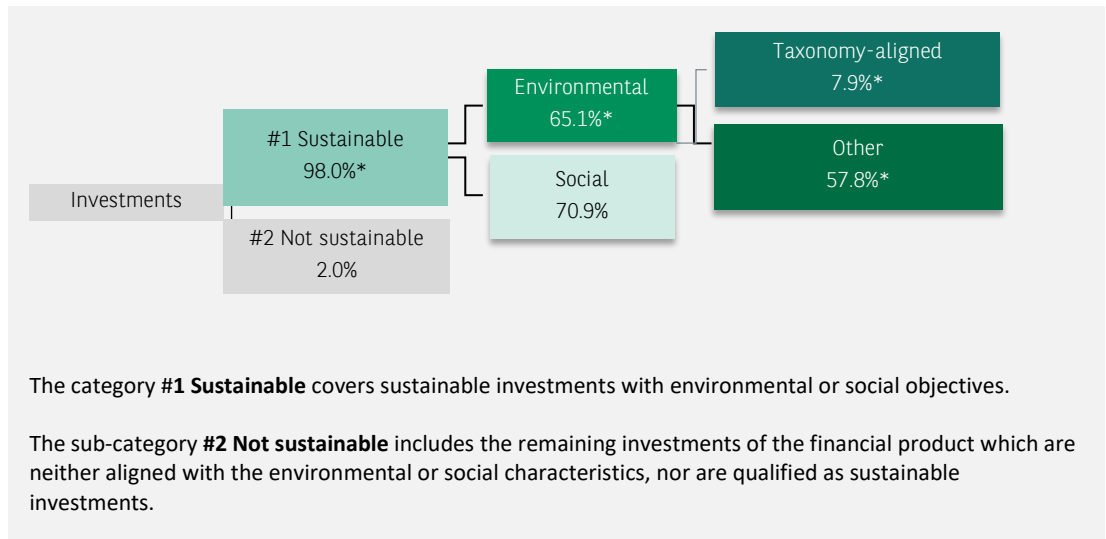 Taxonomy-aligned
7.9%*
Environmental
65.1%*
#1 Sustainable
98.0%*
Other
57.8%*
Social
70.9%
Investments
#2 Not sustainable
2.0%
The category #1 Sustainable covers sustainable investments with environmental or social objectives.
The sub-category #2 Not sustainable includes the remaining investments of the financial product which are
neither aligned with the environmental or social characteristics, nor are qualified as sustainable
investments.